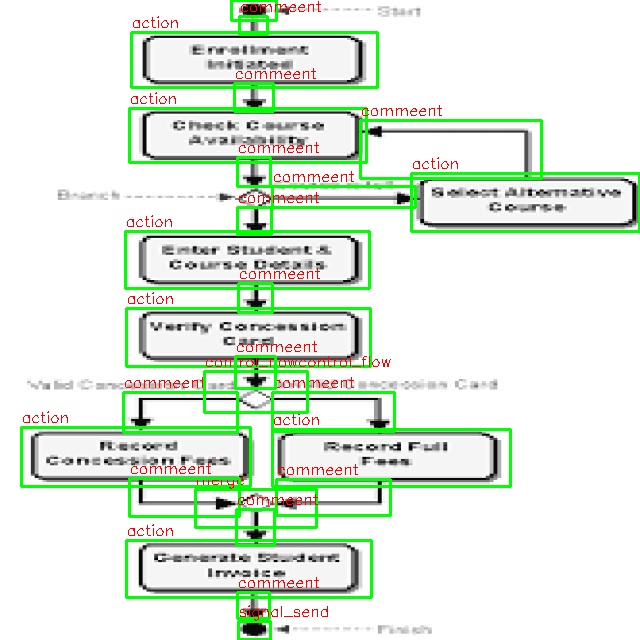 commeent
Start
action
Enrollment
Initiated
commeent
action
commeent
Check Course
Availability
commeent
action
commeent
Branch
Select Alternative
Course
commeent
action
Enter Student &
Course Details
commeent
action
Verify Concession
Card
commeent
control_flow
control_flow
Valid
commeent
commeent
Concession Card
action
action
Record
Concession Fees
Record Full
Fees
commeent
commeent
merge
commeent
action
Generate Student
Invoice
commeent
signal_send
Finish